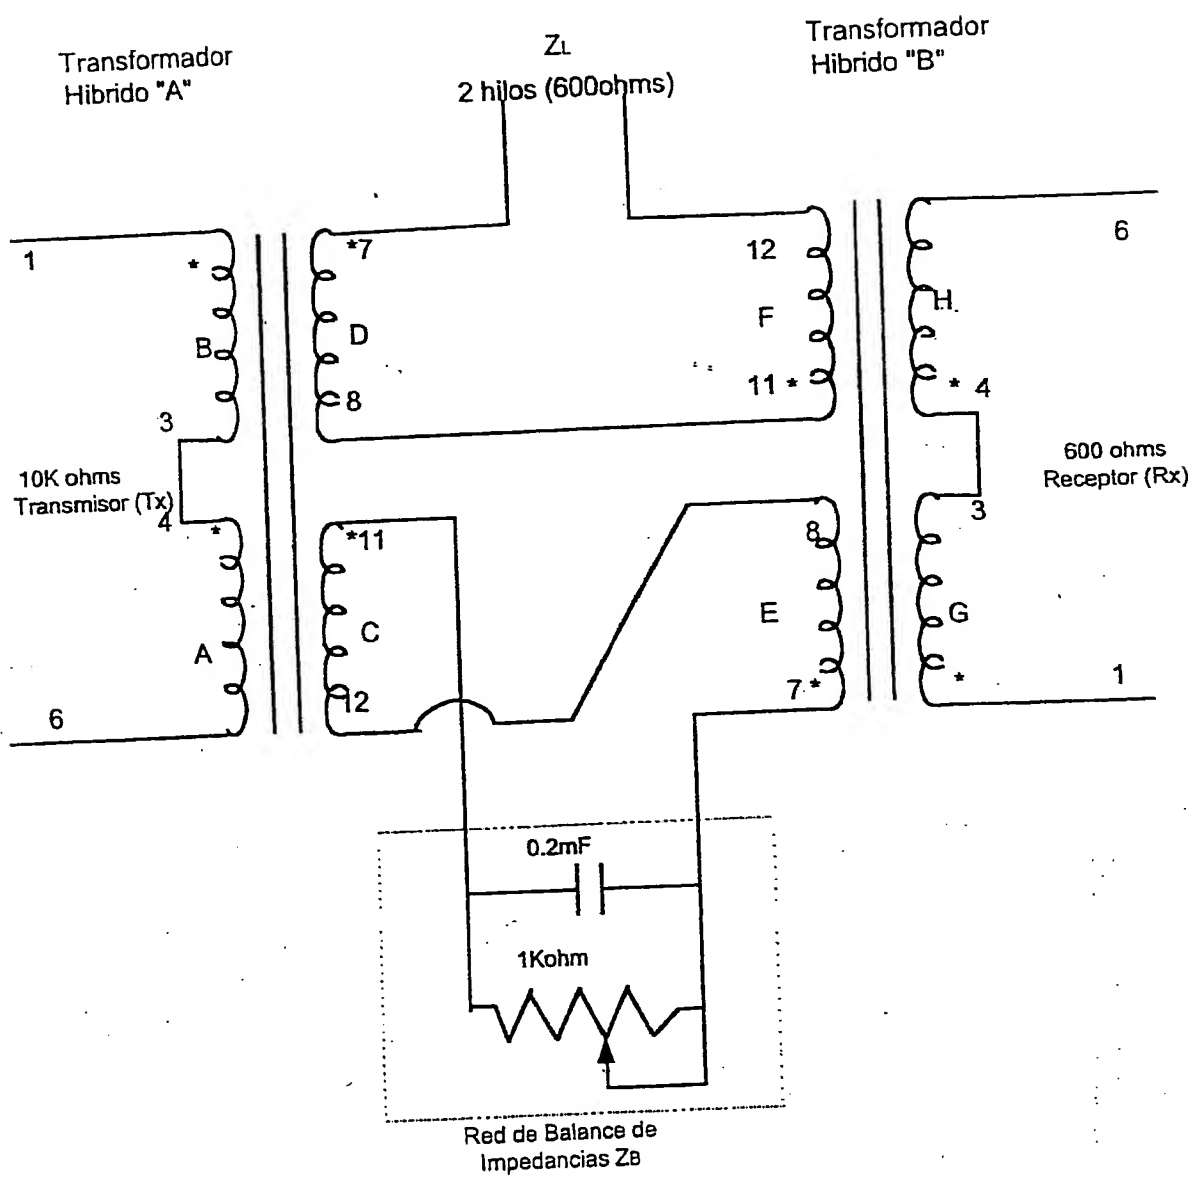 Transformador
Hibrido "A"
ZL
2 hilos (600ohms)
Transformador
Hibrido "B"
1
*
B
3
*7
D
8
12
F
11 *
6
H.
* 4
10K ohms
Transmisor (Tx)
4
*
A
6
*11
C
12
8
E
7 *
600 ohms
Receptor (Rx)
3
G
*
1
0.2mF
1Kohm
Red de Balance de
Impedancias ZB